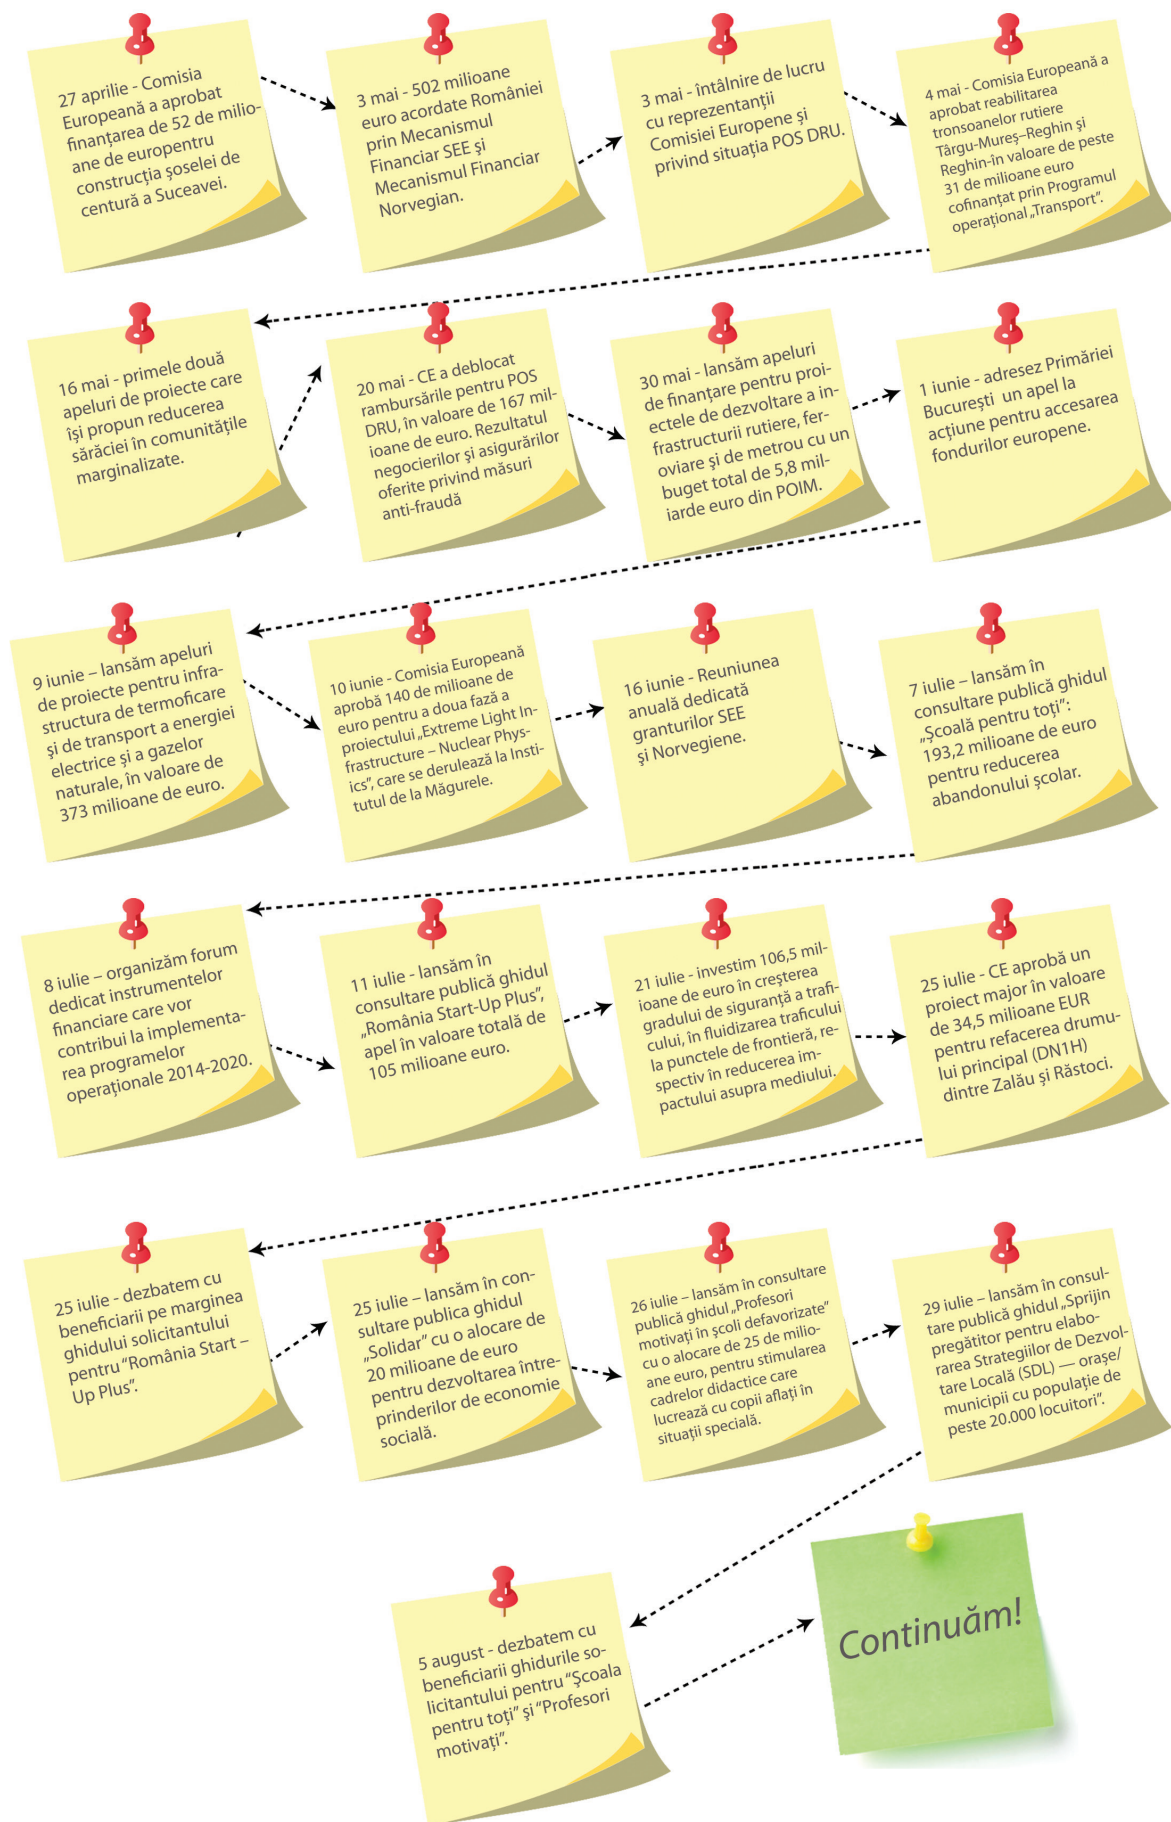 27 aprilie - Comisia
Europeană a aprobat
finanțarea de 52 de milio-
ane de europentru
construcția șoselei de
centură a Sucevei.
3 mai - 502 milioane
euro acordate României
prin Mecanismul
Financiar SEE și
Mecanismul Financiar
Norvegian.
3 mai - întâlnire de lucru
cu reprezentanții
Comisiei Europene și
privind situația POS DRU.
4 mai - Comisia Europeană a
aprobat reabilitarea
tronsoanelor rutiere
Târgu-Mureș–Reghin și
Reghin-în valoare de peste
31 de milioane euro
cofinanțat prin Programul
operațional „Transport”.
16 mai - primele două
apeluri de proiecte care
își propun reducerea
sărăciei în comunitățile
marginalizate.
20 mai - CE a deblocat
rambursările pentru POS
DRU, în valoare de 167 mil-
ioane de euro. Rezultatul
negocierilor și asigurărilor
oferite privind măsuri
anti-fraudă
30 mai - lansăm apeluri
de finanțare pentru proi-
ectele de dezvoltare a in-
frastructurii rutiere, fer-
oviare și de metrou cu un
buget total de 5,8 mil-
iarde euro din POIM.
1 iunie - adresez Primăriei
București un apel la
acțiune pentru accesarea
fondurilor europene.
9 iunie – lansăm apeluri
de proiecte pentru infra-
structura de termoficare
și de transport a energiei
electrice și a gazelor
naturale, în valoare de
373 milioane de euro.
10 iunie - Comisia Europeană
aprobă 140 de milioane de
euro pentru a doua fază a
proiectului „Extreme Light In-
frastructure – Nuclear Phys-
ics”, care se derulează la Insti-
tutul de la Măgurele.
16 iunie - Reuniunea
anuală dedicată
granturilor SEE
și Norvegiene.
7 iulie – lansăm în
consultare publică ghidul
„Școală pentru toți”:
193,2 milioane de euro
pentru reducerea
abandonului școlar.
8 iulie – organizăm forum
dedicat instrumentelor
financiare care vor
contribui la implementa-
rea programelor
operaționale 2014-2020.
11 iulie - lansăm în
consultare publică ghidul
„România Start-Up Plus”,
apel în valoare totală de
105 milioane euro.
21 iulie - investim 106,5 mil-
ioane de euro în creșterea
gradului de siguranță a trafi-
cului, în fluidizarea traficului
la punctele de frontieră, re-
spectiv în reducerea im-
pactului asupra mediului.
25 iulie - CE aprobă un
proiect major în valoare
de 34,5 milioane EUR
pentru refacerea drumu-
lui principal (DN1H)
dintre Zalău și Răstoci.
25 iulie - dezbatem cu
beneficiarii pe marginea
ghidului solicitantului
pentru “România Start –
Up Plus”.
25 iulie – lansăm în con-
sultare publica ghidul
„Solidar” cu o alocare de
20 milioane de euro
pentru dezvoltarea între-
prinderilor de economie
socială.
26 iulie – lansăm în consultare
publică ghidul „Profesori
motivați în școli defavorizate”
cu o alocare de 25 de milio-
ane euro, pentru stimularea
cadrelor didactice care
lucrează cu copii aflați în
situații specială.
29 iulie – lansăm în consul-
tare publică ghidul „Sprijin
pregătitor pentru elabo-
rarea Strategiilor de Dezvol-
tare Locală (SDL) — orașe/
municipii cu populație de
peste 20.000 locuitori”.
5 august - dezbatem cu
beneficiarii ghidurile so-
licitantului pentru “Școala
pentru toți” și “Profesori
motivați”.
Continuăm!